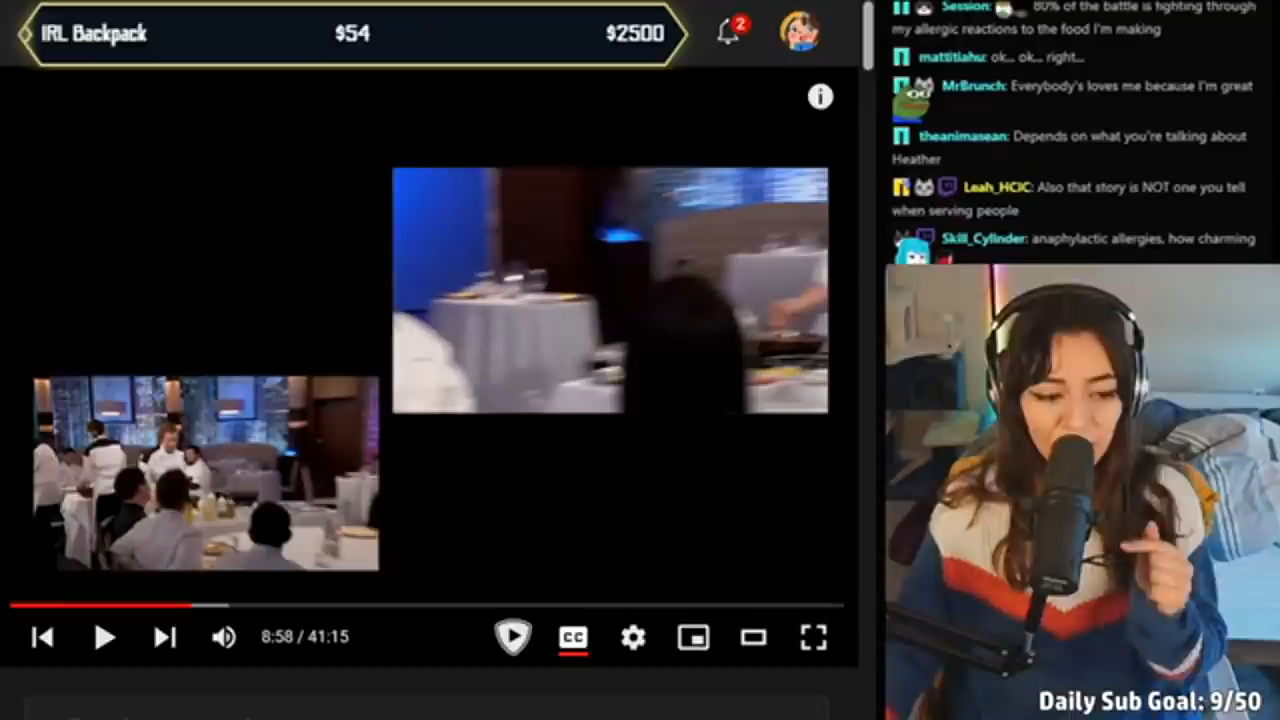 IRL Backpack $54 $2500
2
Session: 80% of the battle is fighting through
my allergic reactions to the food I'm making
mattitiahu: ok... ok... right...
MrBrunch: Everybody's loves me because I'm great
theanimasean: Depends on what you're talking about
Heather
Leah_HCIC: Also that story is NOT one you tell
when serving people
Skill_Cylinder: anaphylactic allergies, how charming
8:58 / 41:15
CC
Daily Sub Goal: 9/50